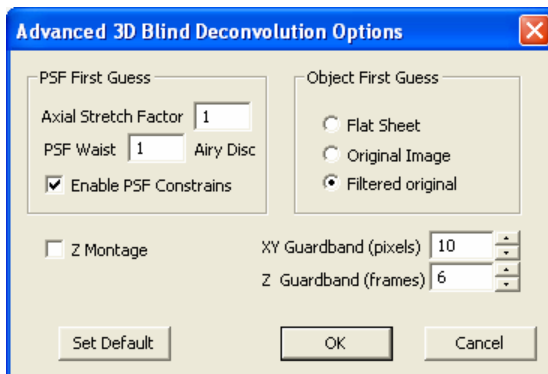 Advanced 3D Blind Deconvolution Options
PSF First Guess
Axial Stretch Factor 1
PSF Waist 1 Airy Disc
Enable PSF Constrains
Object First Guess
Flat Sheet
Original Image
Filtered original
Z Montage
XY Guardband (pixels) 10
Z Guardband (frames) 6
Set Default
OK
Cancel